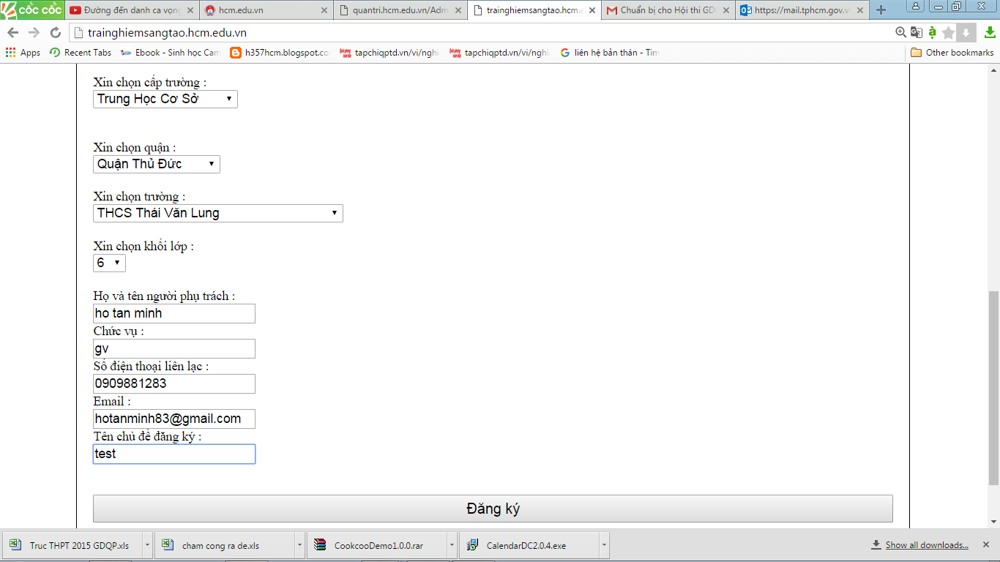 cốc cốc
Đường đến danh ca vọng
hcm.edu.vn
quantri.hcm.edu.vn/Adm
trainghiemsangtao.hcm.
Chuẩn bị cho Hội thi GD
https://mail.tphcm.gov.v
trainghiemsangtao.hcm.edu.vn
Apps
Recent Tabs
Ebook - Sinh học Cam
h357hcm.blogspot.co
tapchiqptd.vn/vi/nghi
tapchiqptd.vn/vi/nghi
liên hệ bản thân - Tìm
Other bookmarks
Xin chọn cấp trường :
Trung Học Cơ Sở
Xin chọn quận :
Quận Thủ Đức
Xin chọn trường :
THCS Thái Văn Lung
Xin chọn khối lớp :
6
Họ và tên người phụ trách :
ho tan minh
Chức vụ :
gv
Số điện thoại liên lạc :
0909881283
Email :
hotanminh83@gmail.com
Tên chủ đề đăng ký :
test
Đăng ký
Truc THPT 2015 GDQP.xls
cham cong ra de.xls
CookcooDemo1.0.0.rar
CalendarDC2.0.4.exe
Show all downloads...